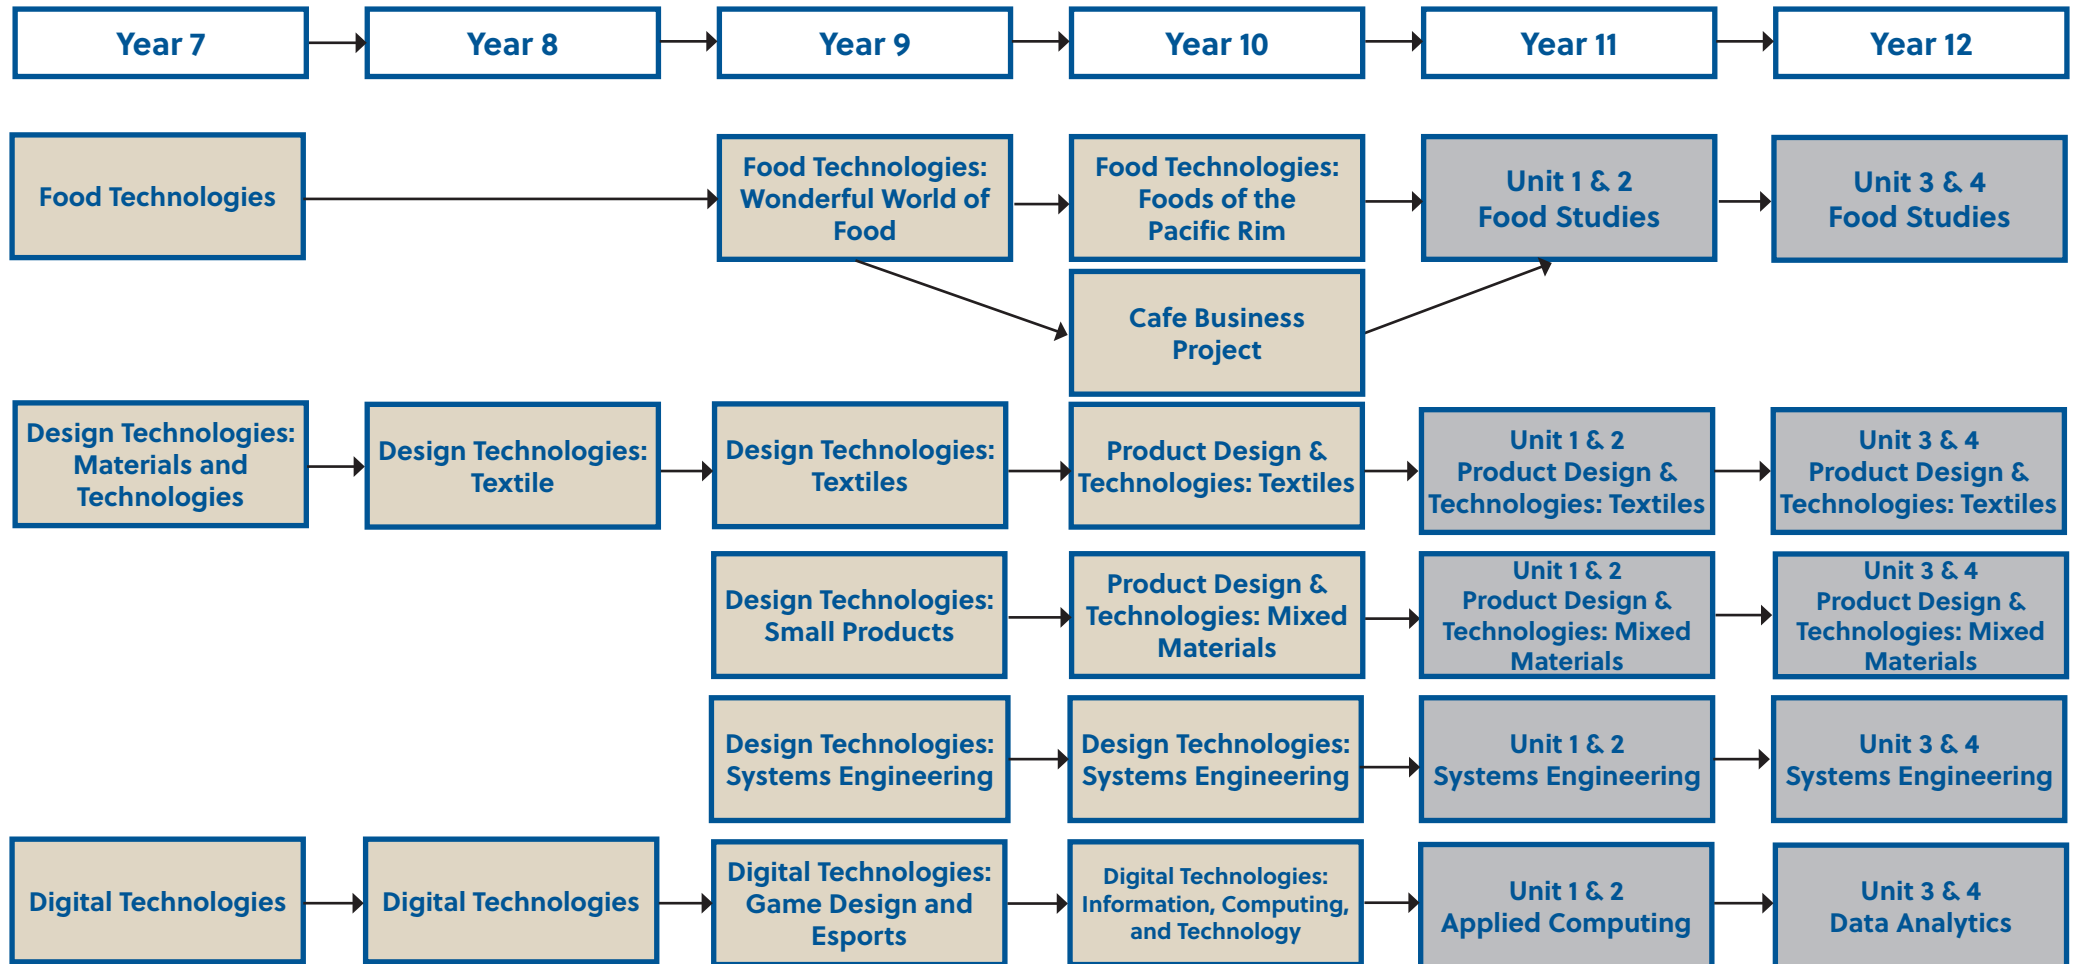 Year 7
Year 8
Year 9
Year 10
Year 11
Year 12
Food Technologies
Food Technologies:
Wonderful World of
Food
Food Technologies:
Foods of the
Pacific Rim
Unit 1 & 2
Food Studies
Unit 3 & 4
Food Studies
Cafe Business
Project
Design Technologies:
Materials and
Technologies
Design Technologies:
Textile
Design Technologies:
Textiles
Product Design &
Technologies: Textiles
Unit 1 & 2
Product Design &
Technologies: Textiles
Unit 3 & 4
Product Design &
Technologies: Textiles
Design Technologies:
Small Products
Product Design &
Technologies: Mixed
Materials
Unit 1 & 2
Product Design &
Technologies: Mixed
Materials
Unit 3 & 4
Product Design &
Technologies: Mixed
Materials
Design Technologies:
Systems Engineering
Design Technologies:
Systems Engineering
Unit 1 & 2
Systems Engineering
Unit 3 & 4
Systems Engineering
Digital Technologies
Digital Technologies
Digital Technologies:
Game Design and
Esports
Digital Technologies:
Information, Computing,
and Technology
Unit 1 & 2
Applied Computing
Unit 3 & 4
Data Analytics